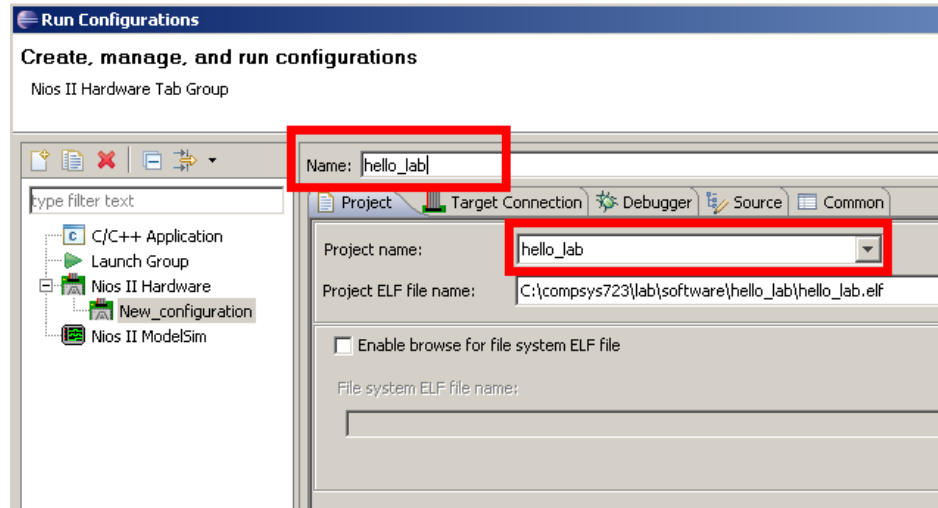 Run Configurations
Create, manage, and run configurations
Nios II Hardware Tab Group
Name: hello_lab
type filter text
Project Target Connection Debugger Source Common
C/C++ Application
Launch Group
Nios II Hardware
New_configuration
Nios II ModelSim
Project name: hello_lab
Project ELF file name: C:\compsys723\lab\software\hello_lab\hello_lab.elf
Enable browse for file system ELF file
File system ELF file name: